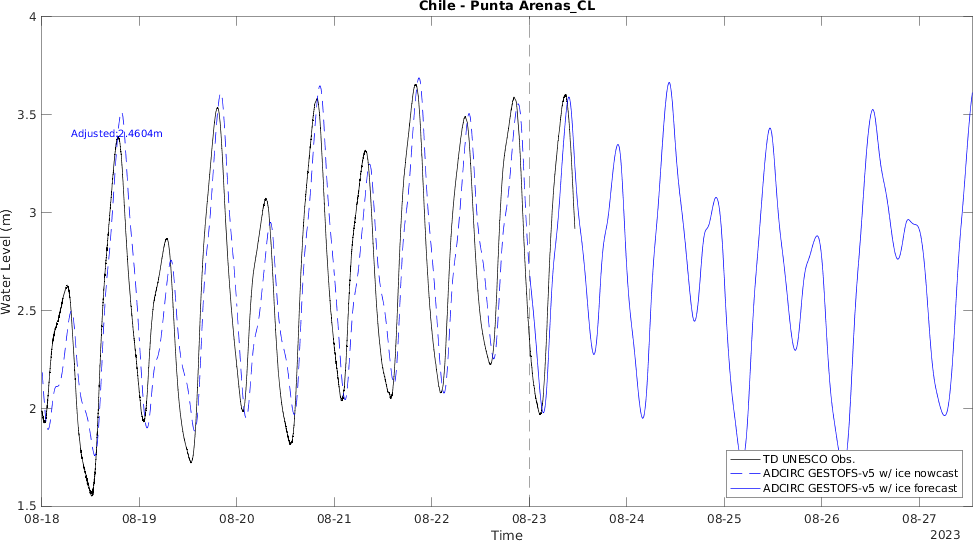 Chile - Punta Arenas_CL
4
3.5
3
2.5
2
1.5
Water Level (m)
Adjusted:2.4604m
TD UNESCO Obs.
ADCIRC GESTOFS-v5 w/ ice nowcast
ADCIRC GESTOFS-v5 w/ ice forecast
08-18 08-19 08-20 08-21 08-22 08-23 08-24 08-25 08-26 08-27
Time
2023